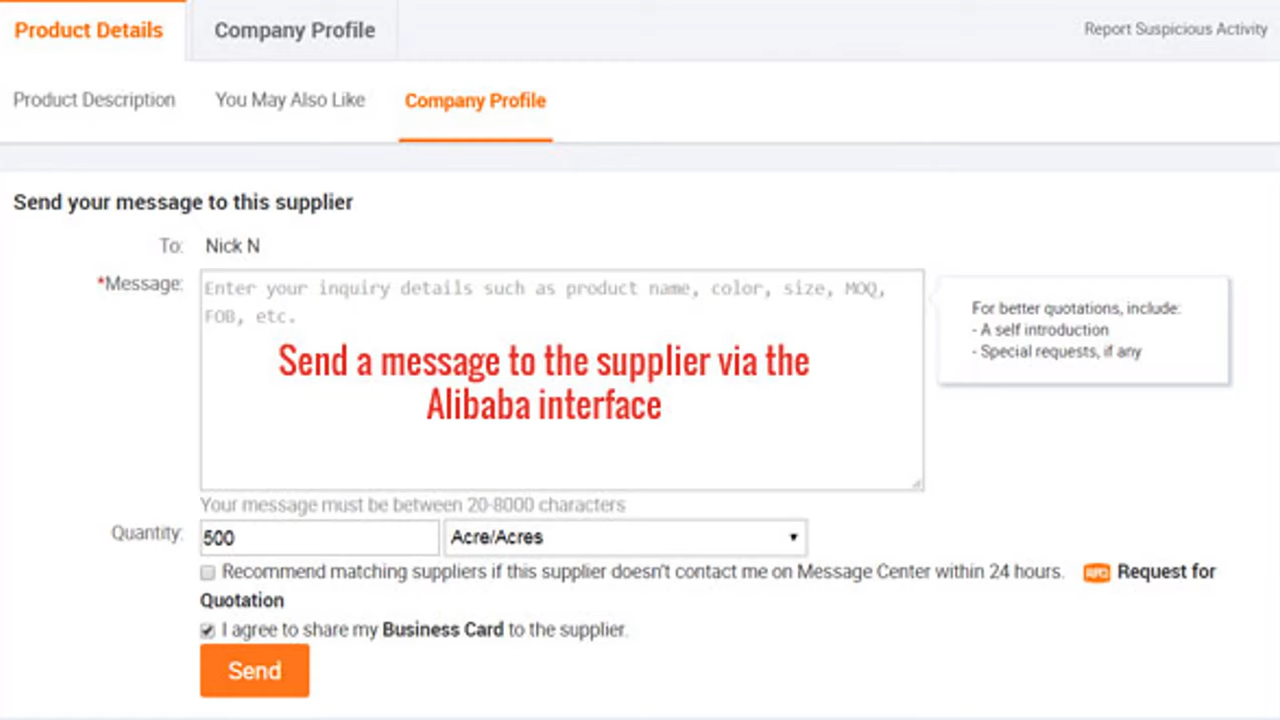 Product Details Company Profile Report Suspicious Activity
Product Description You May Also Like Company Profile
Send your message to this supplier
To: Nick N
*Message: Enter your inquiry details such as product name, color, size, MOQ,
FOB, etc.
For better quotations, include:
- A self introduction
- Special requests, if any
Send a message to the supplier via the
Alibaba interface
Your message must be between 20-8000 characters
Quantity: 500 Acre/Acres
Recommend matching suppliers if this supplier doesn't contact me on Message Center within 24 hours. RFQ Request for
Quotation
I agree to share my Business Card to the supplier.
Send